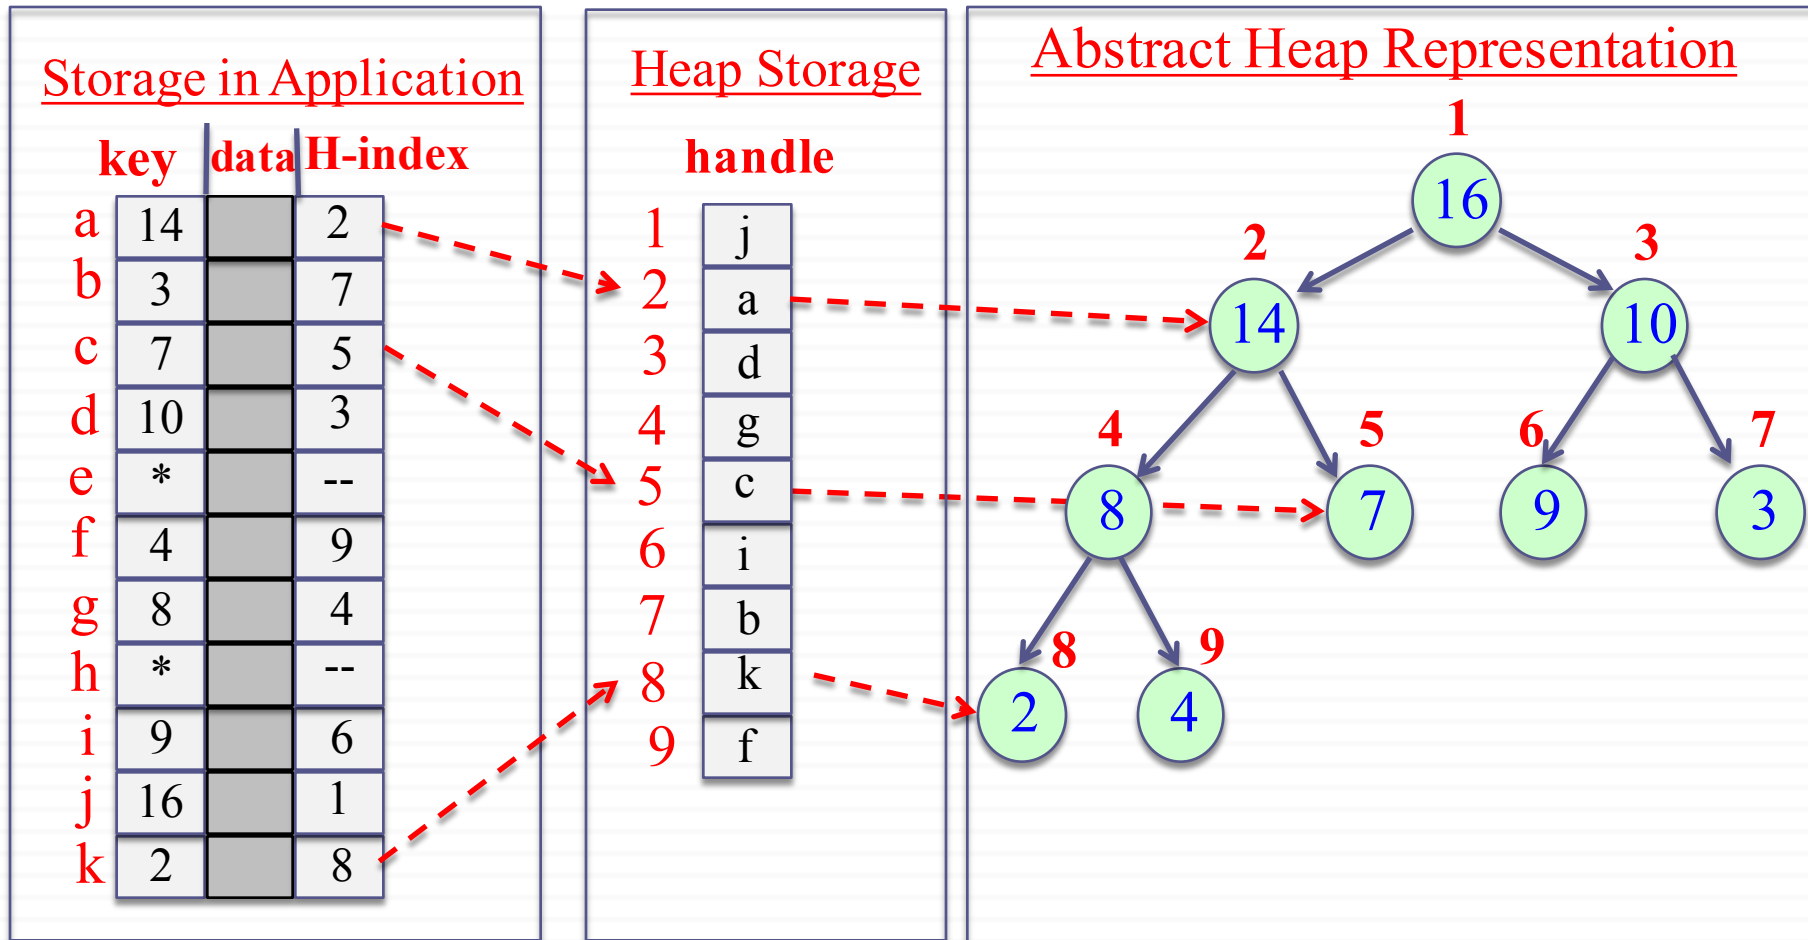 Storage in Application
key data H-index
a 14 2
b 3 7
c 7 5
d 10 3
e * --
f 4 9
g 8 4
h * --
i 9 6
j 16 1
k 2 8
Heap Storage
handle
1 j
2 a
3 d
4 g
5 c
6 i
7 b
8 k
9 f
Abstract Heap Representation
1
16
2 3
14 10
4 5 6 7
8 7 9 3
8 9
2 4